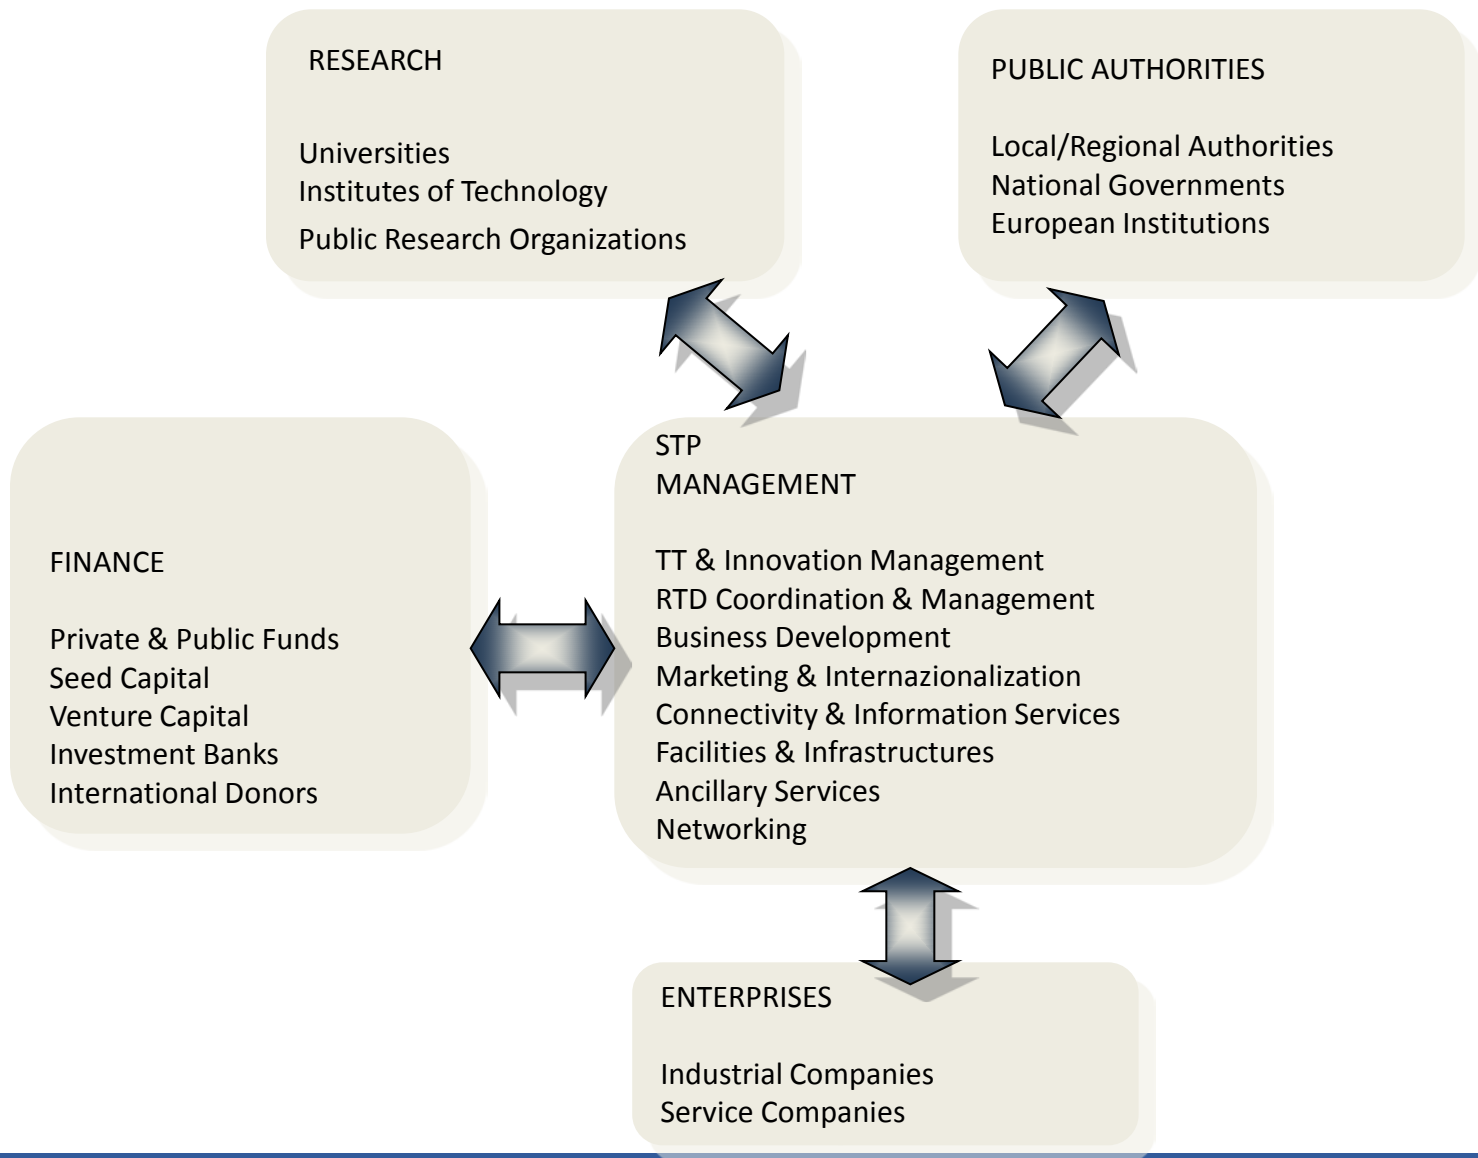 RESEARCH
Universities
Institutes of Technology
Public Research Organizations
PUBLIC AUTHORITIES
Local/Regional Authorities
National Governments
European Institutions
FINANCE
Private & Public Funds
Seed Capital
Venture Capital
Investment Banks
International Donors
STP
MANAGEMENT
TT & Innovation Management
RTD Coordination & Management
Business Development
Marketing & Internazionalization
Connectivity & Information Services
Facilities & Infrastructures
Ancillary Services
Networking
ENTERPRISES
Industrial Companies
Service Companies